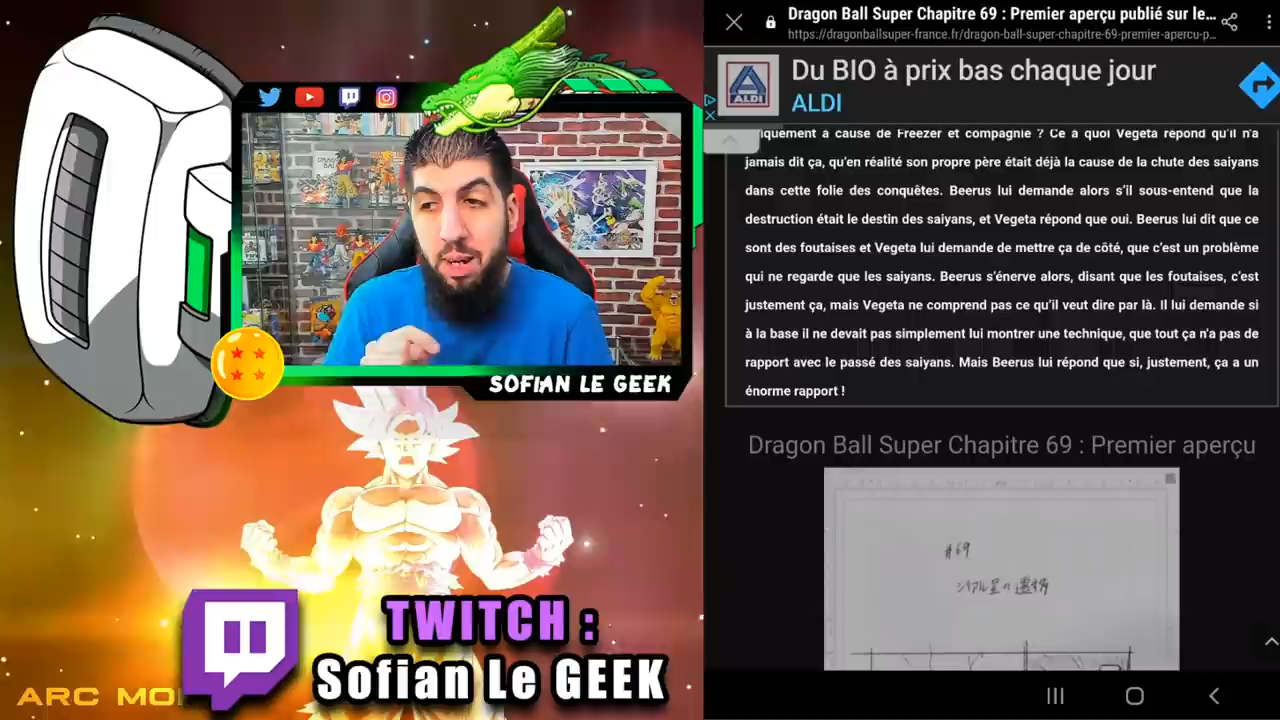 Dragon Ball Super Chapitre 69 : Premier aperçu publié sur le...
https://dragonballsuper-france.fr/dragon-ball-super-chapitre-69-premier-apercu-p...
Du BIO à prix bas chaque jour
ALDI
ALDI
iquement à cause de Freezer et compagnie ? Ce à quoi Vegeta répond qu'il n'a
jamais dit ça, qu'en réalité son propre père était déjà la cause de la chute des saiyans
dans cette folie des conquêtes. Beerus lui demande alors s'il sous-entend que la
destruction était le destin des saiyans, et Vegeta répond que oui. Beerus lui dit que ce
sont des foutaises et Vegeta lui demande de mettre ça de côté, que c'est un problème
qui ne regarde que les saiyans. Beerus s'énerve alors, disant que les foutaises, c'est
justement ça, mais Vegeta ne comprend pas ce qu'il veut dire par là. Il lui demande si
à la base il ne devait pas simplement lui montrer une technique, que tout ça n'a pas de
rapport avec le passé des saiyans. Mais Beerus lui répond que si, justement, ça a un
énorme rapport !
Dragon Ball Super Chapitre 69 : Premier aperçu
#69
SOFIAN LE GEEK
TWITCH :
Sofian Le GEEK
ARC MO